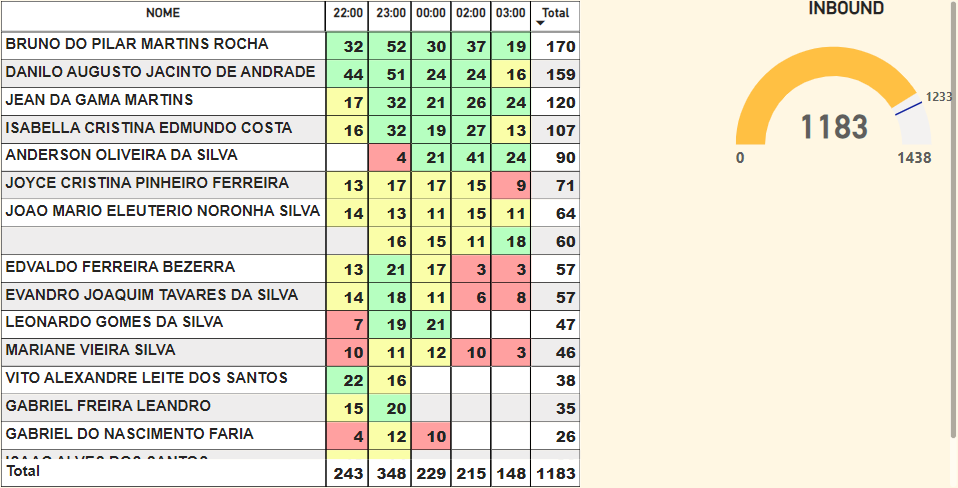 NOME 22:00 23:00 00:00 02:00 03:00 Total
BRUNO DO PILAR MARTINS ROCHA 32 52 30 37 19 170
DANILO AUGUSTO JACINTO DE ANDRADE 44 51 24 24 16 159
JEAN DA GAMA MARTINS 17 32 21 26 24 120
ISABELLA CRISTINA EDMUNDO COSTA 16 32 19 27 13 107
ANDERSON OLIVEIRA DA SILVA 4 21 41 24 90
JOYCE CRISTINA PINHEIRO FERREIRA 13 17 17 15 9 71
JOAO MARIO ELEUTERIO NORONHA SILVA 14 13 11 15 11 64
16 15 11 18 60
EDVALDO FERREIRA BEZERRA 13 21 17 3 3 57
EVANDRO JOAQUIM TAVARES DA SILVA 14 18 11 6 8 57
LEONARDO GOMES DA SILVA 7 19 21 47
MARIANE VIEIRA SILVA 10 11 12 10 3 46
VITO ALEXANDRE LEITE DOS SANTOS 22 16 38
GABRIEL FREIRA LEANDRO 15 20 35
GABRIEL DO NASCIMENTO FARIA 4 12 10 26
Total 243 348 229 215 148 1183
INBOUND
1233
1183
0 1438